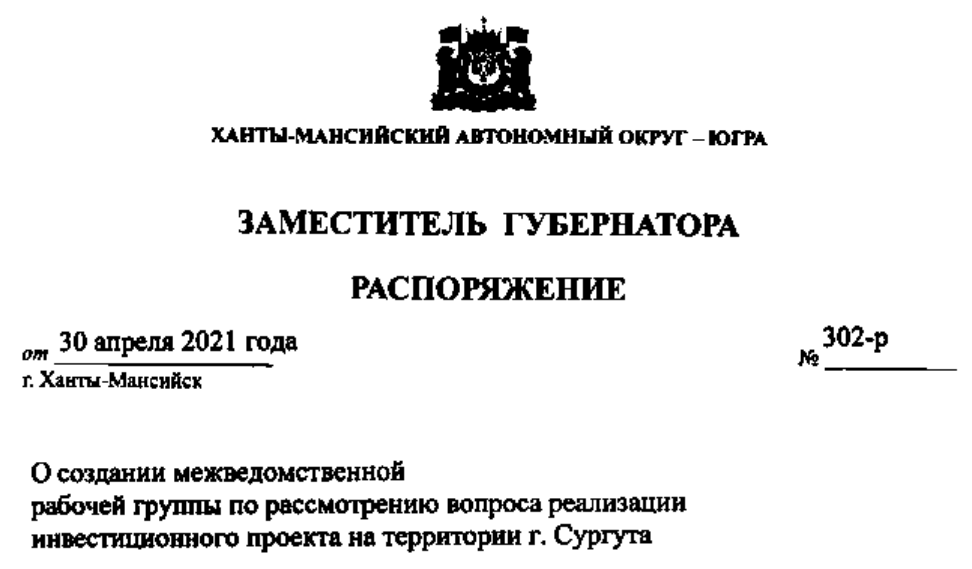 ХАНТЫ-МАНСИЙСКИЙ АВТОНОМНЫЙ ОКРУГ – ЮГРА
ЗАМЕСТИТЕЛЬ ГУБЕРНАТОРА
РАСПОРЯЖЕНИЕ
от 30 апреля 2021 года № 302-р
г. Ханты-Мансийск
О создании межведомственной
рабочей группы по рассмотрению вопроса реализации
инвестиционного проекта на территории г. Сургута